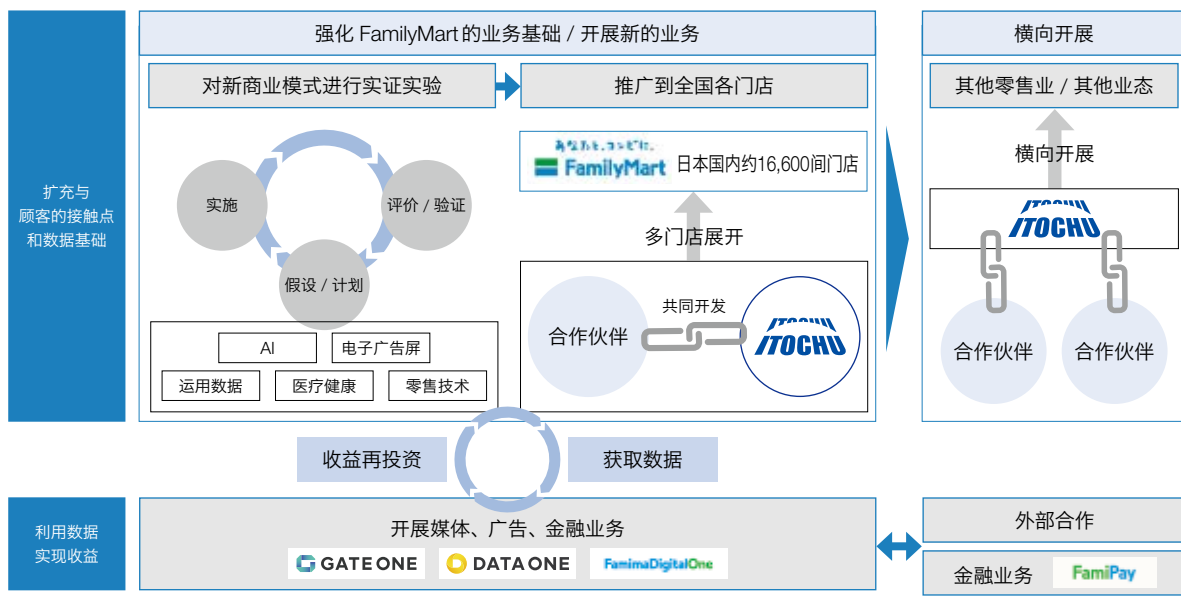 强化 FamilyMart 的业务基础 / 开展新的业务
对新商业模式进行实证实验
推广到全国各门店
扩充与
顾客的接触点
和数据基础
实施
评价 / 验证
假设 / 计划
AI
电子广告屏
运用数据
医疗健康
零售技术
あなたと、コンビに、
FamilyMart
日本国内约16,600间门店
多门店展开
合作伙伴
共同开发
ITOCHU
横向开展
其他零售业 / 其他业态
横向开展
ITOCHU
合作伙伴
合作伙伴
收益再投资
获取数据
利用数据
实现收益
开展媒体、广告、金融业务
GATE ONE
DATA ONE
FamimaDigitalOne
外部合作
金融业务
FamiPay